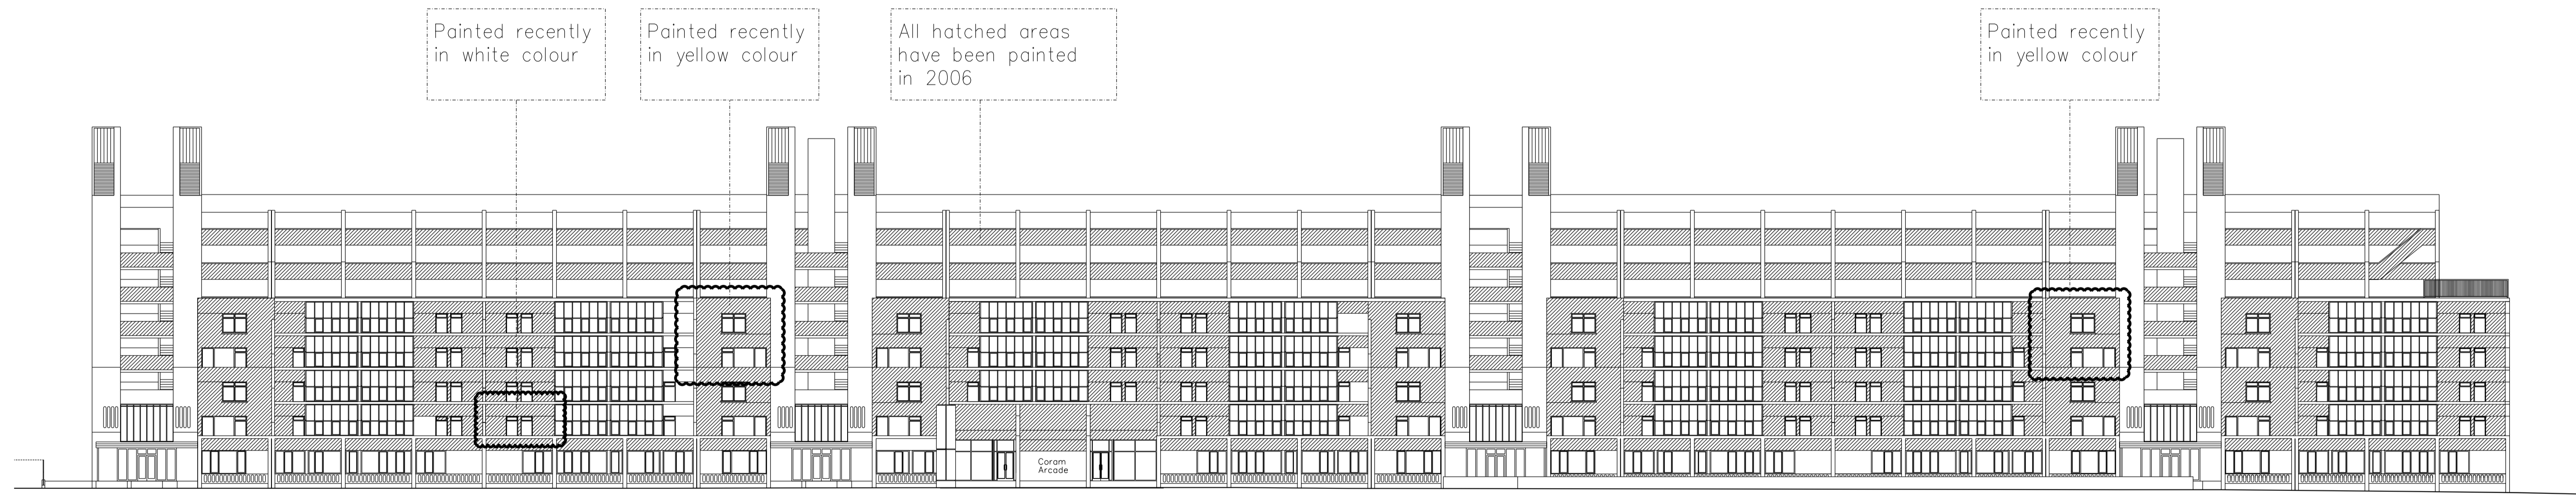 Painted recently
in white colour
Painted recently
in yellow colour
All hatched areas
have been painted
in 2006
Painted recently
in yellow colour
Coram
Arcade